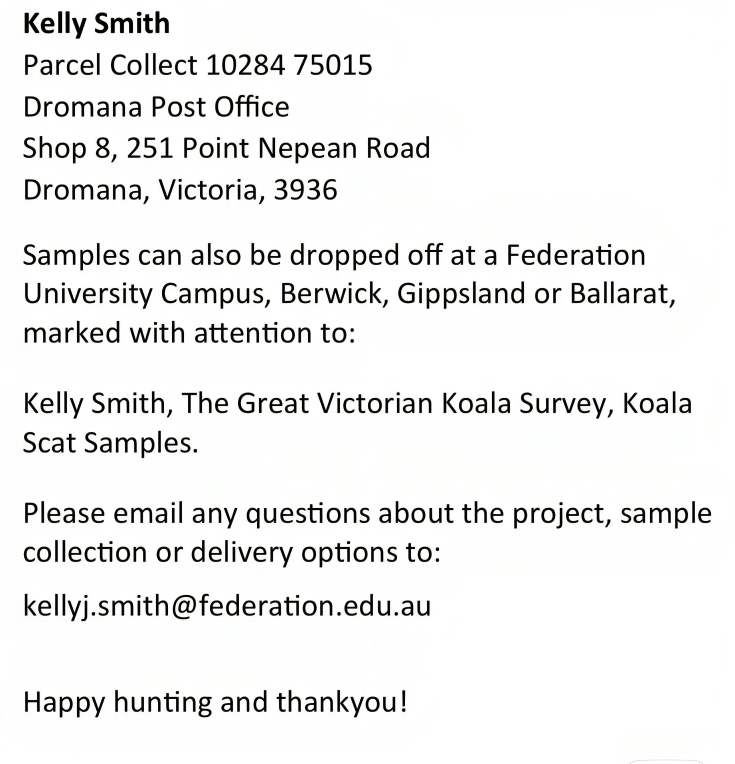 Kelly Smith
Parcel Collect 10284 75015
Dromana Post Office
Shop 8, 251 Point Nepean Road
Dromana, Victoria, 3936
Samples can also be dropped off at a Federation
University Campus, Berwick, Gippsland or Ballarat,
marked with attention to:
Kelly Smith, The Great Victorian Koala Survey, Koala
Scat Samples.
Please email any questions about the project, sample
collection or delivery options to:
kellyj.smith@federation.edu.au
Happy hunting and thankyou!